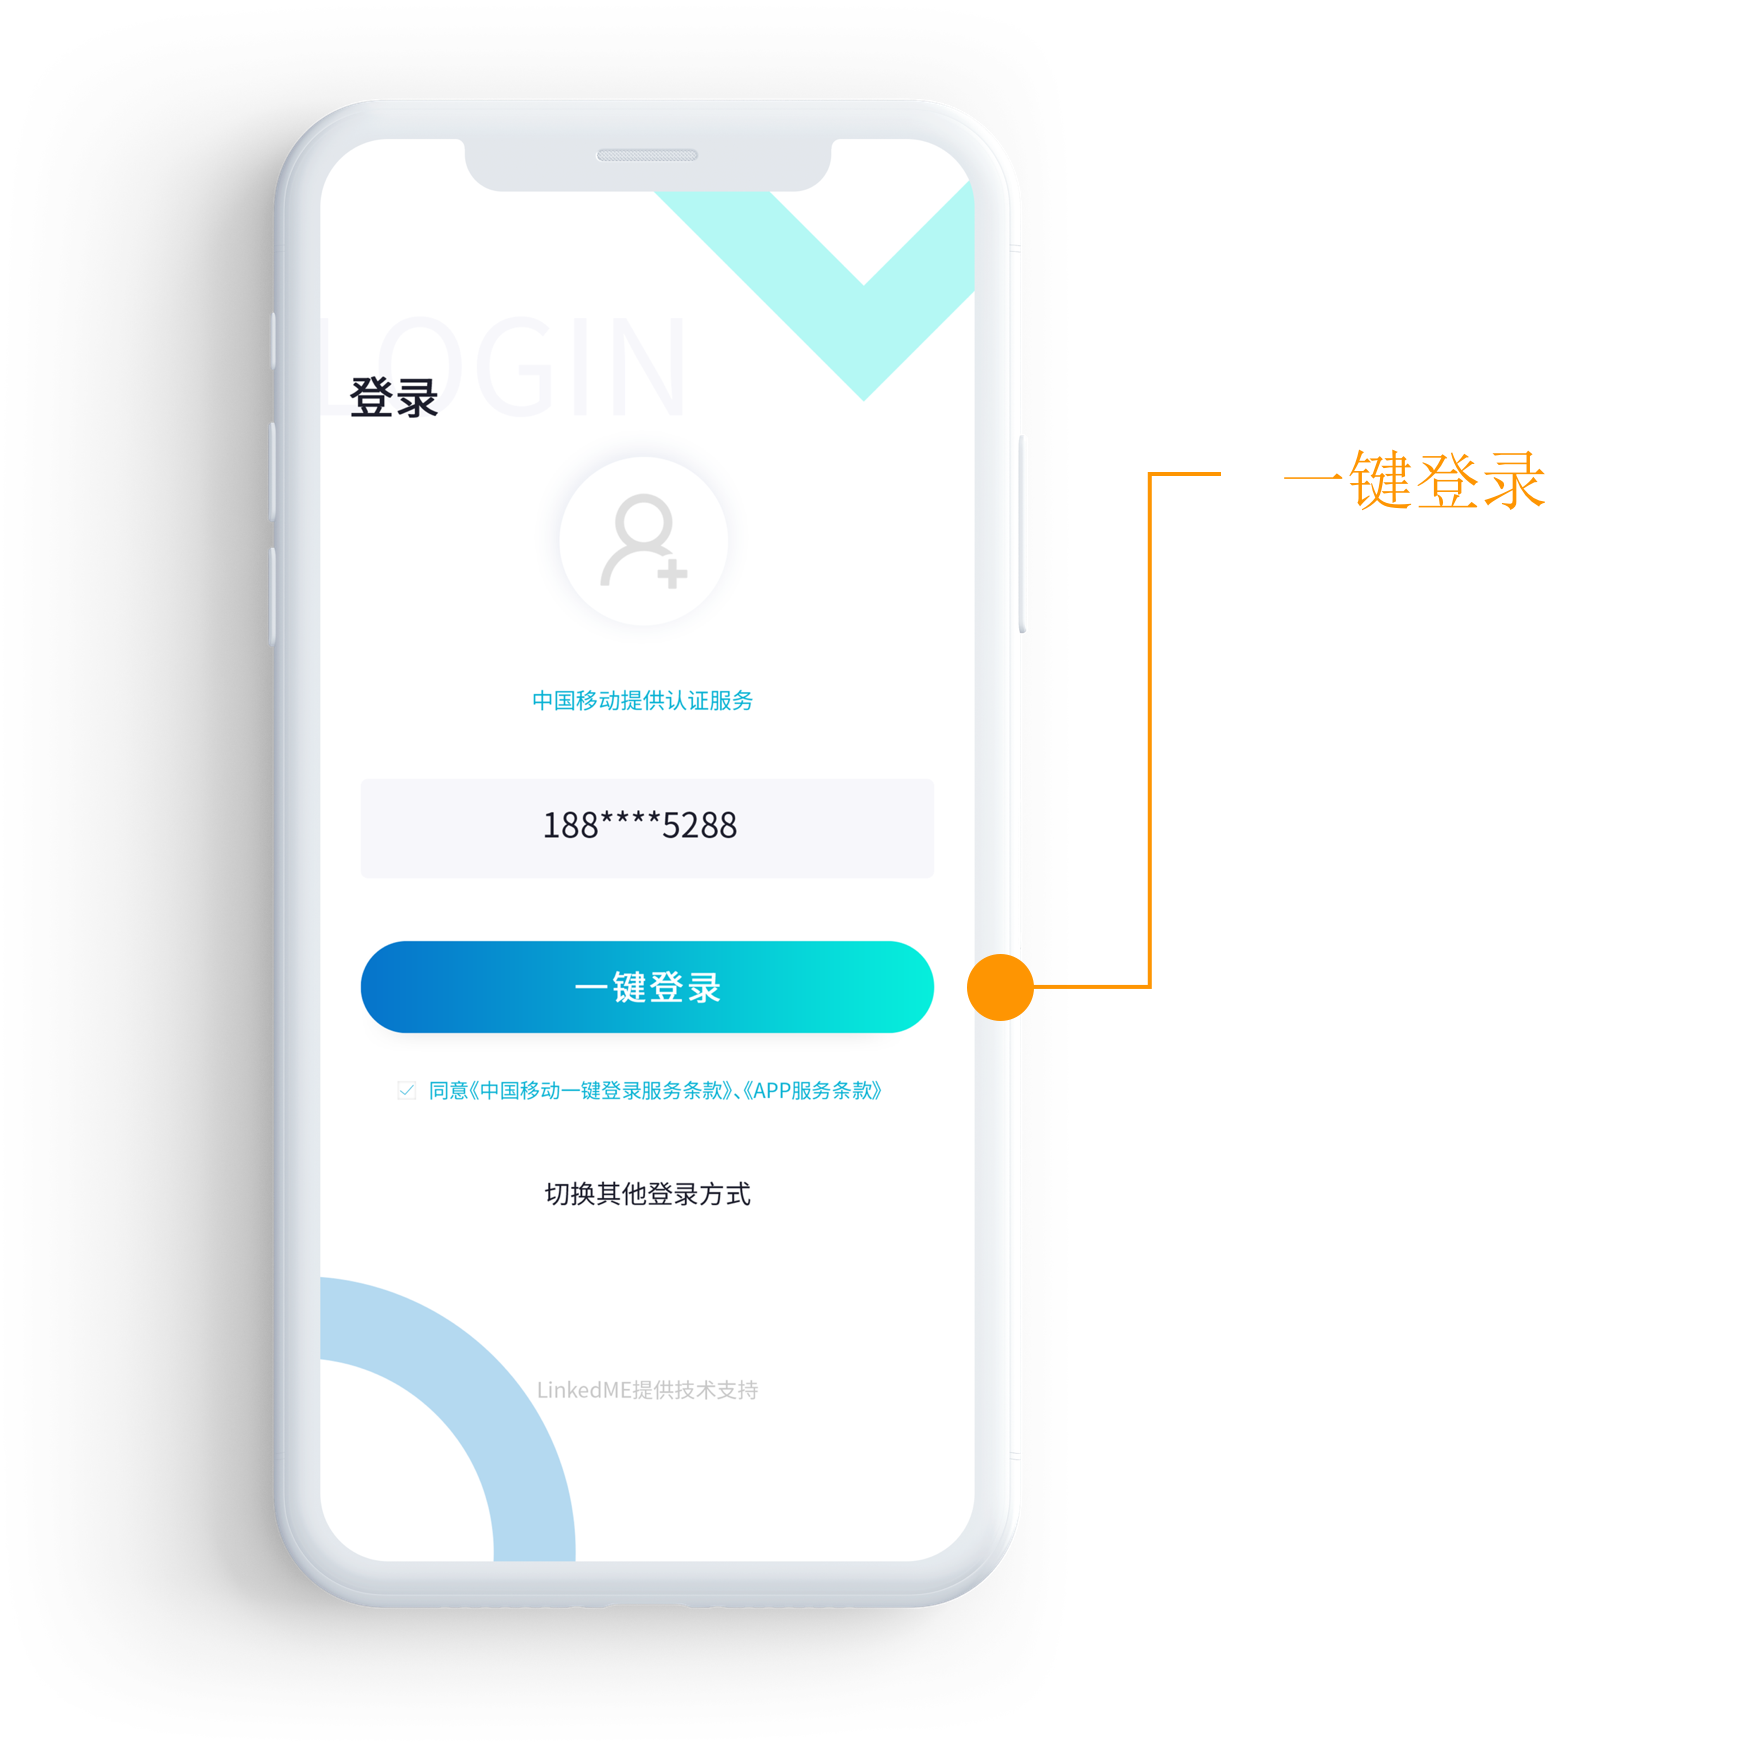 LOGIN
登录
一键登录
中国移动提供认证服务
188****5288
一键登录
同意《中国移动一键登录服务条款》、《APP服务条款》
切换其他登录方式
LinkedME提供技术支持